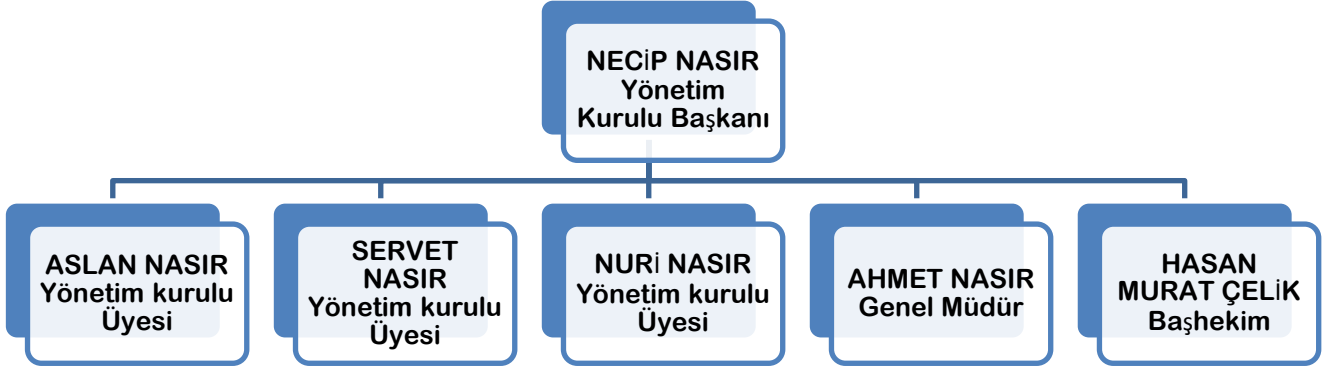 NECİP NASIR
Yönetim
Kurulu Başkanı
ASLAN NASIR
Yönetim kurulu
Üyesi
SERVET
NASIR
Yönetim kurulu
Üyesi
NURİ NASIR
Yönetim kurulu
Üyesi
AHMET NASIR
Genel Müdür
HASAN
MURAT ÇELİK
Başhekim